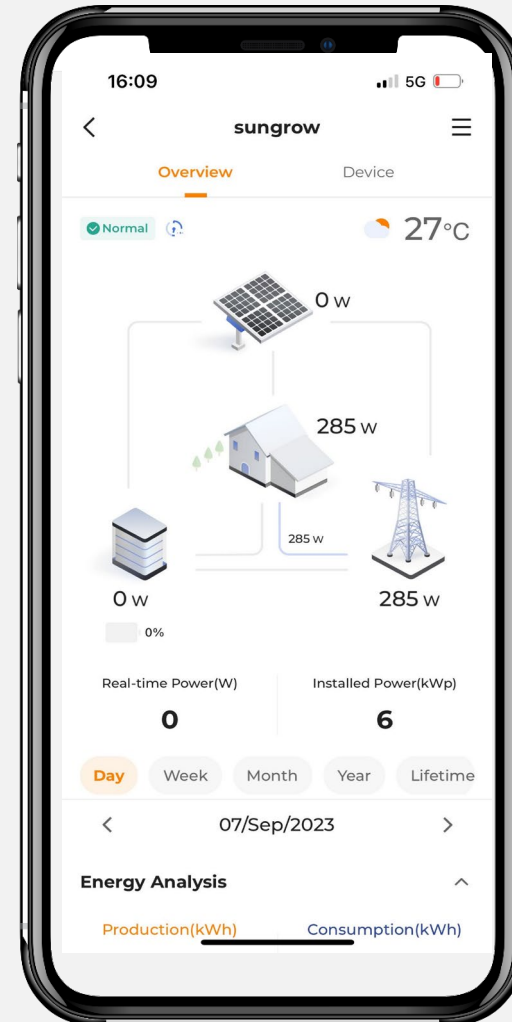 16:09 5G
sungrow
Overview Device
Normal 27°C
0 W
285 W
285 W
0 W 285 W
0%
Real-time Power(W) Installed Power(kWp)
0 6
Day Week Month Year Lifetime
07/Sep/2023
Energy Analysis
Production(kWh) Consumption(kWh)